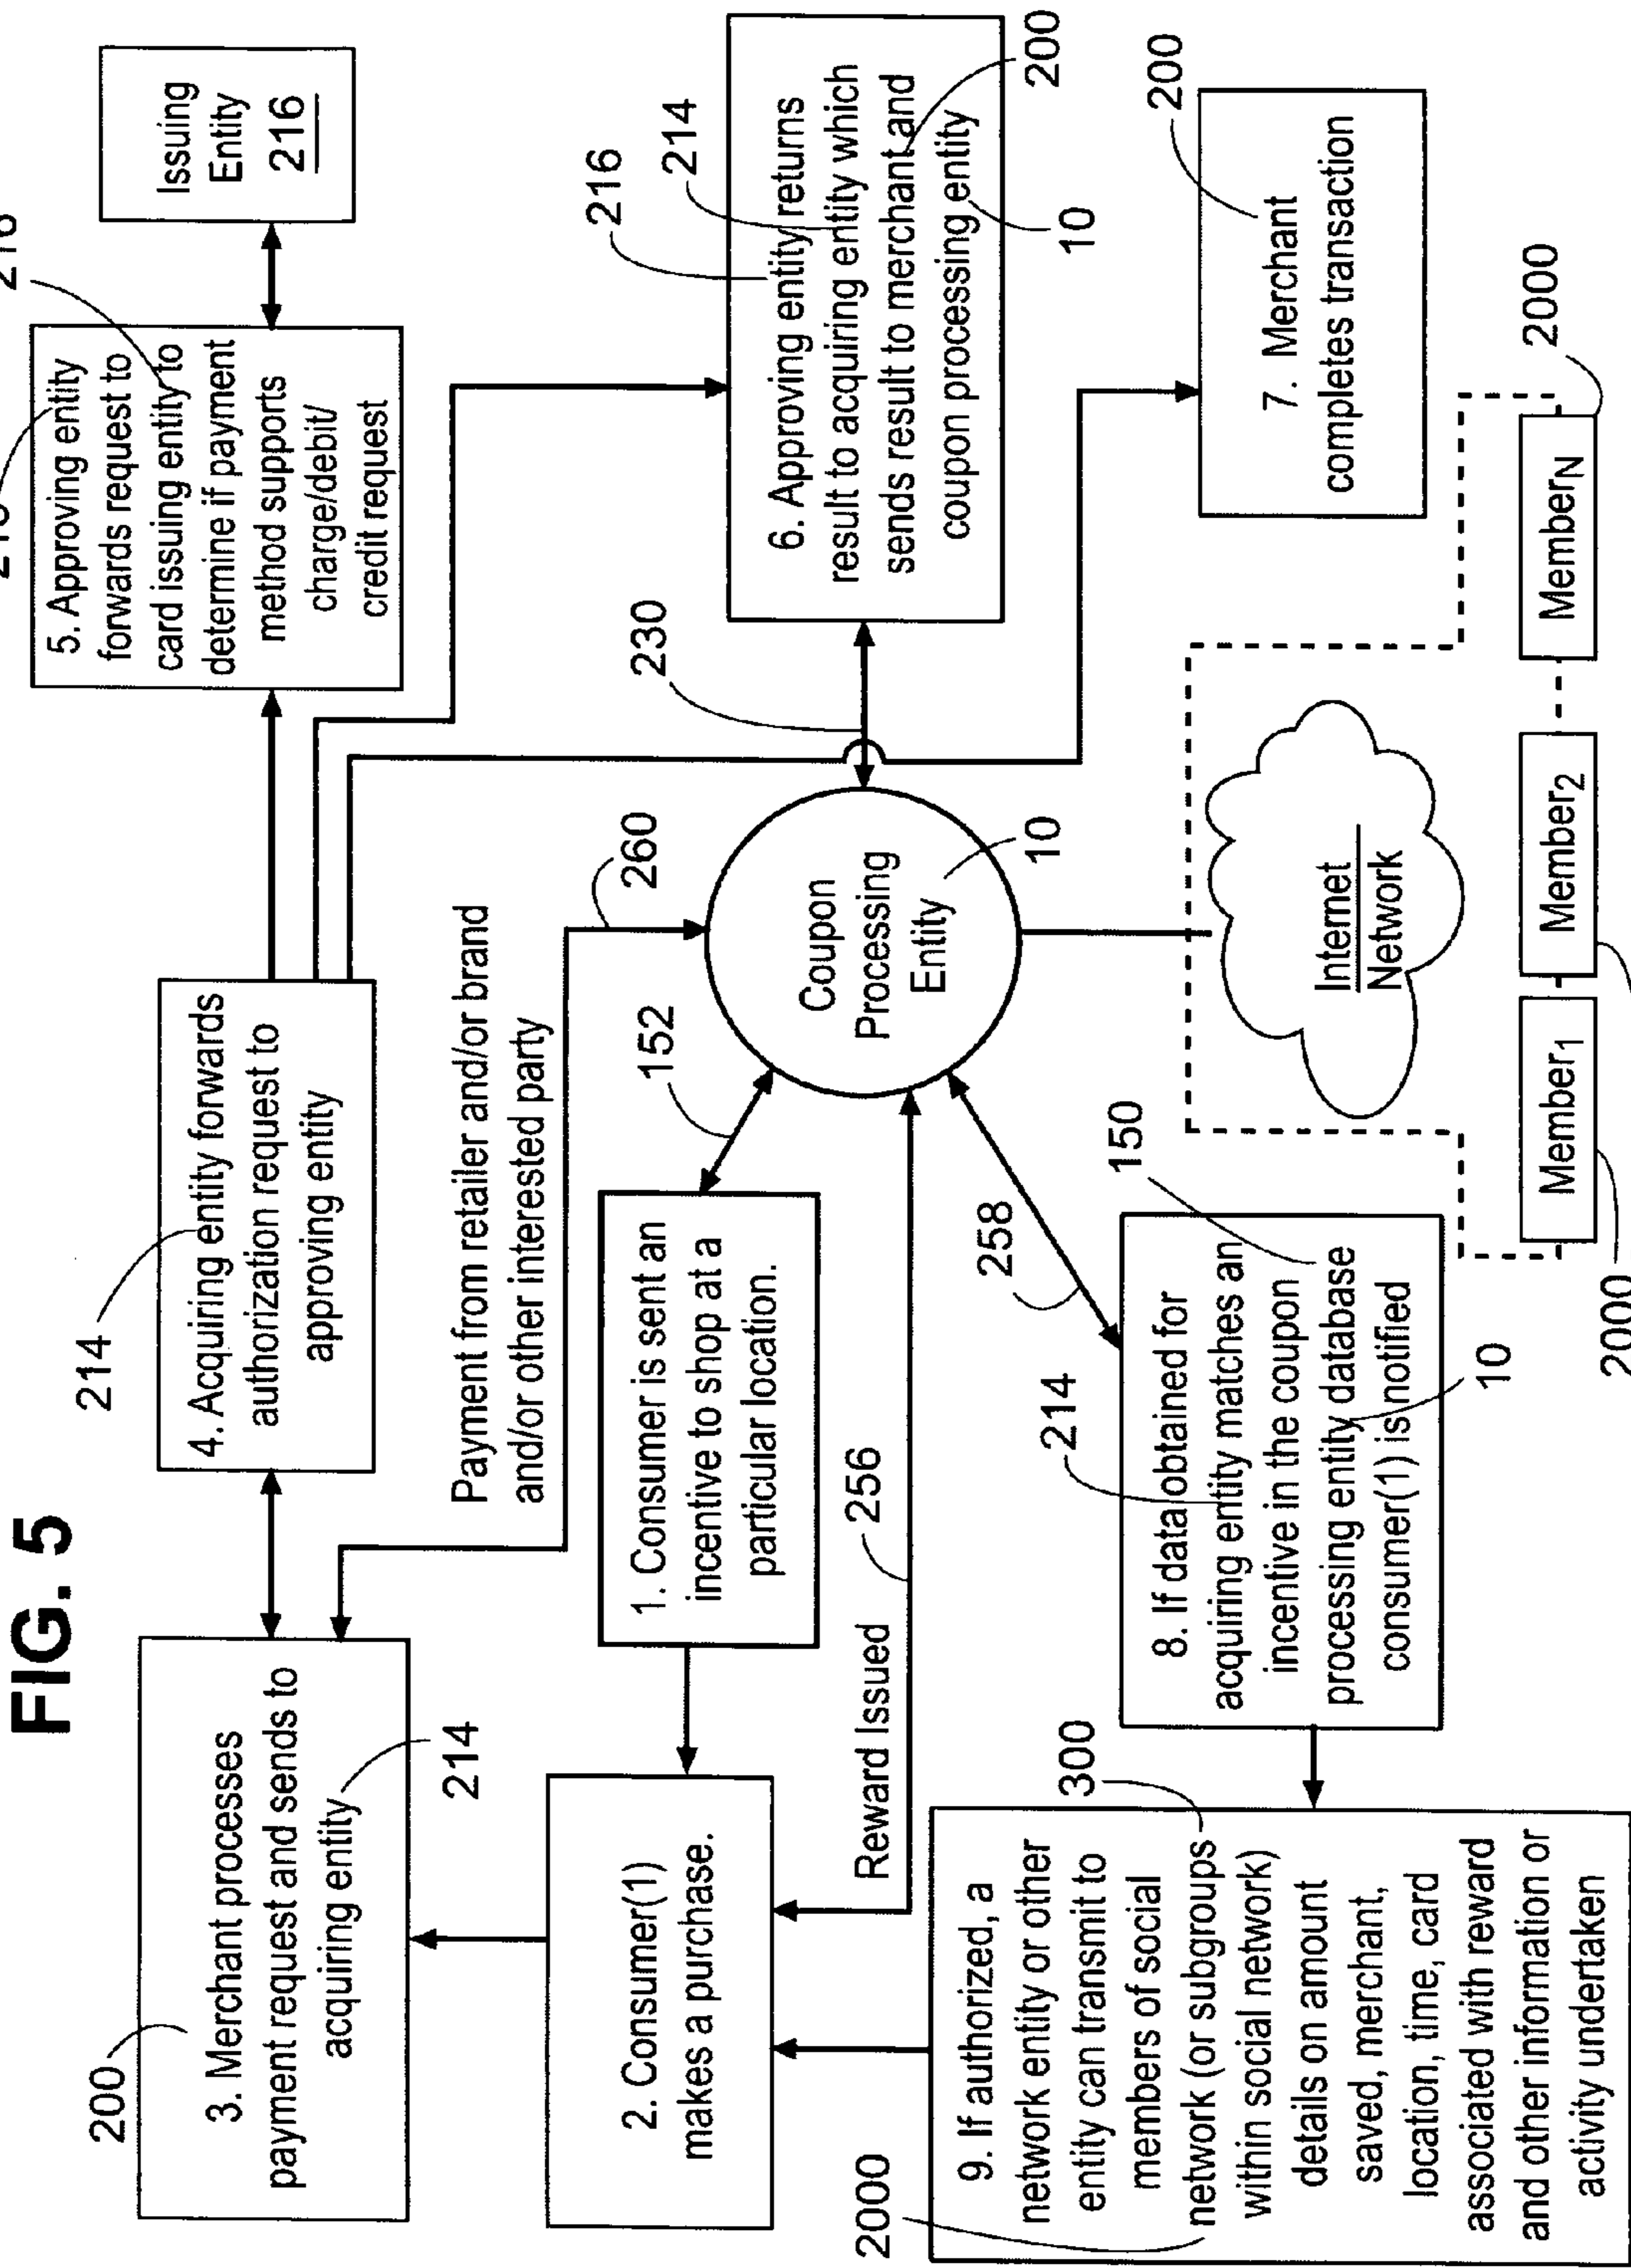 FIG. 5
200
3. Merchant processes
payment request and sends to
acquiring entity
214
214
4. Acquiring entity forwards
authorization request to
approving entity
5. Approving entity
forwards request to
card issuing entity to
determine if payment
method supports
charge/debit/
credit request
Issuing
Entity
216
Payment from retailer and/or brand
and/or other interested party
260
2. Consumer(1)
makes a purchase.
1. Consumer is sent an
incentive to shop at a
particular location.
152
Coupon
Processing
Entity
10
230
216
214
6. Approving entity returns
result to acquiring entity which
sends result to merchant and
coupon processing entity
200
10
Reward Issued
256
258
200
7. Merchant
completes transaction
2000
300
9. If authorized, a
network entity or other
entity can transmit to
members of social
network (or subgroups
within social network)
details on amount
saved, merchant,
location, time, card
associated with reward
and other information or
activity undertaken
214
150
8. If data obtained for
acquiring entity matches an
incentive in the coupon
processing entity database
consumer(1) is notified
10
Internet
Network
Member1
Member2
MemberN
2000
2000